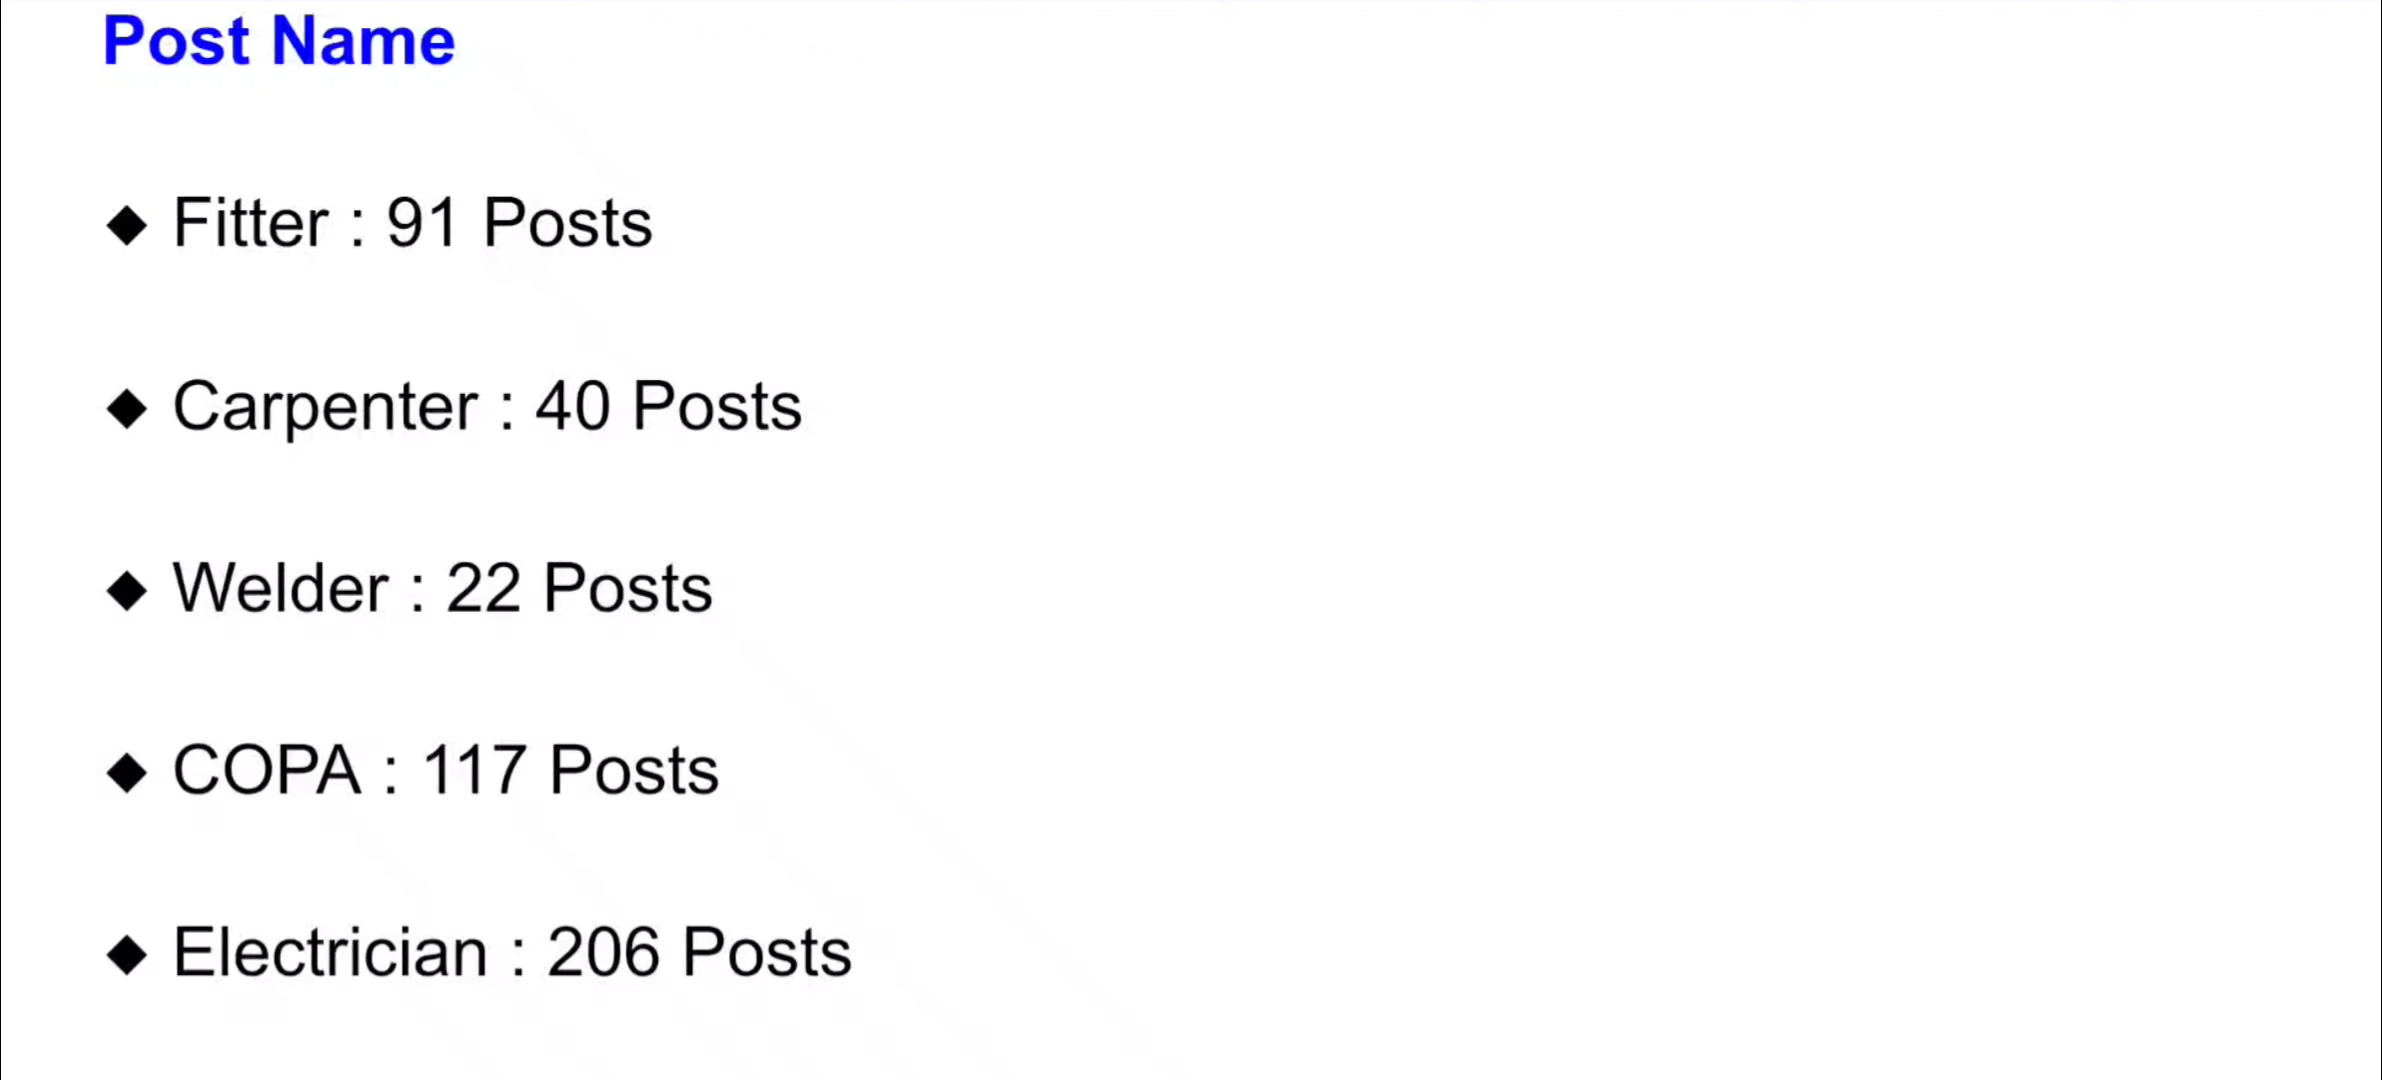 Post Name
◆ Fitter : 91 Posts
◆ Carpenter : 40 Posts
◆ Welder : 22 Posts
◆ COPA : 117 Posts
◆ Electrician : 206 Posts